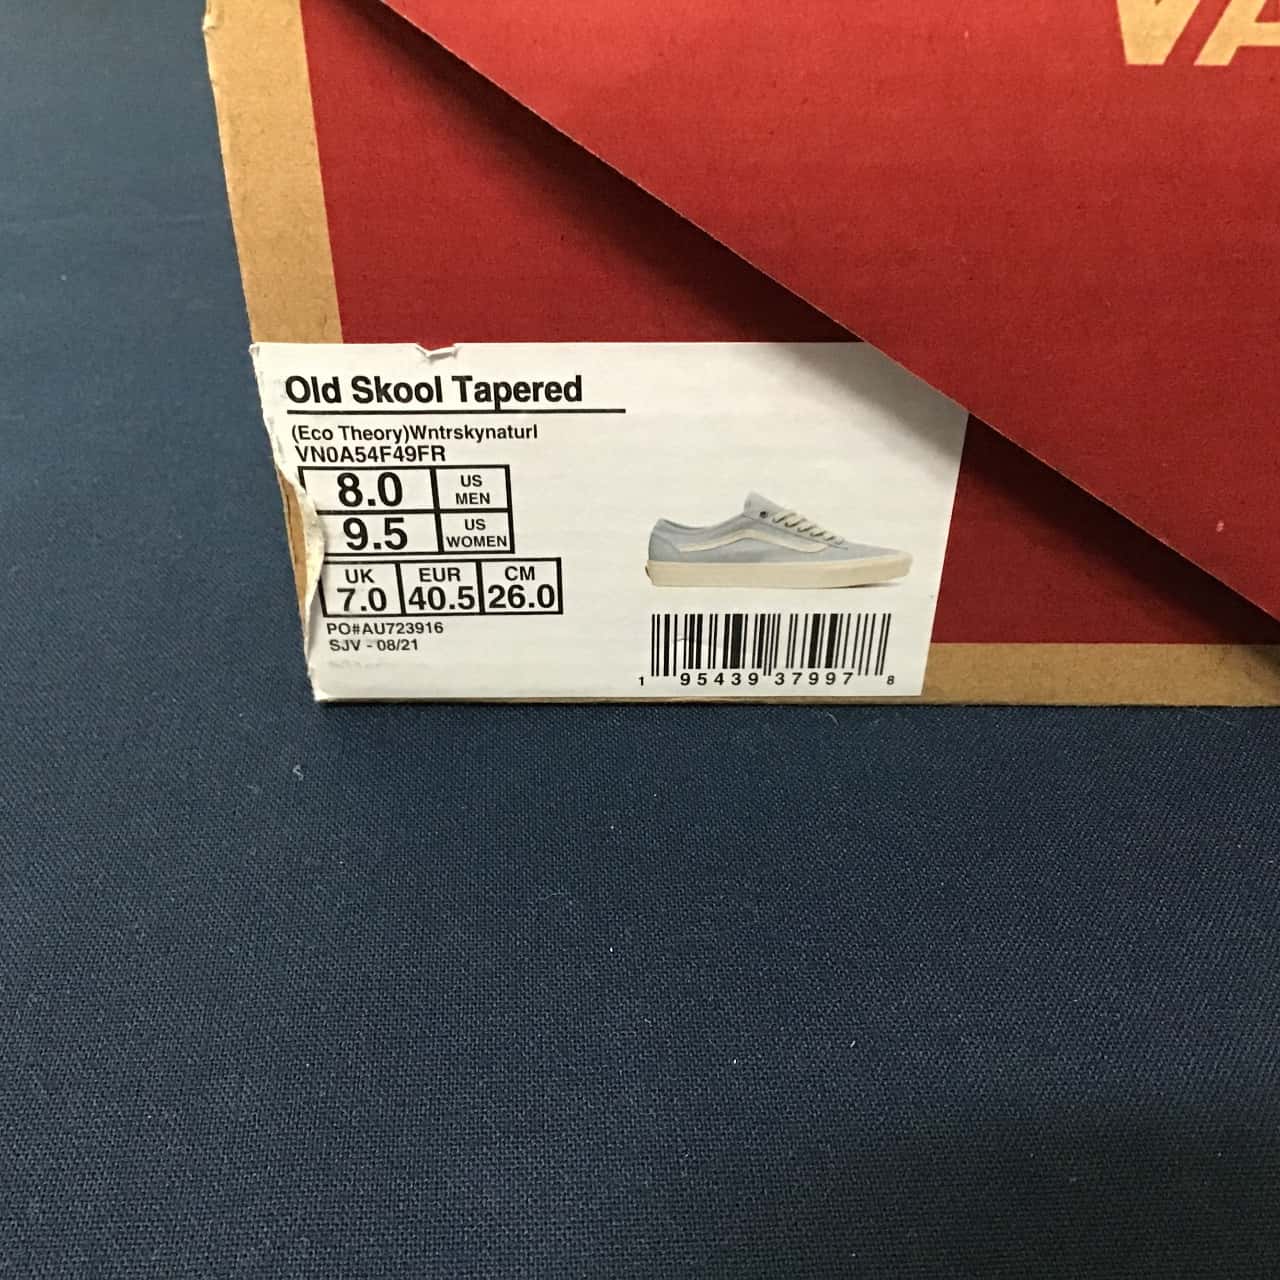 VA
Old Skool Tapered
(Eco Theory)Wntrskynaturl
VN0A54F49FR
8.0 US MEN
9.5 US WOMEN
UK EUR CM
7.0 40.5 26.0
PO#AU723916
SJV - 08/21
1 95439 37997 8